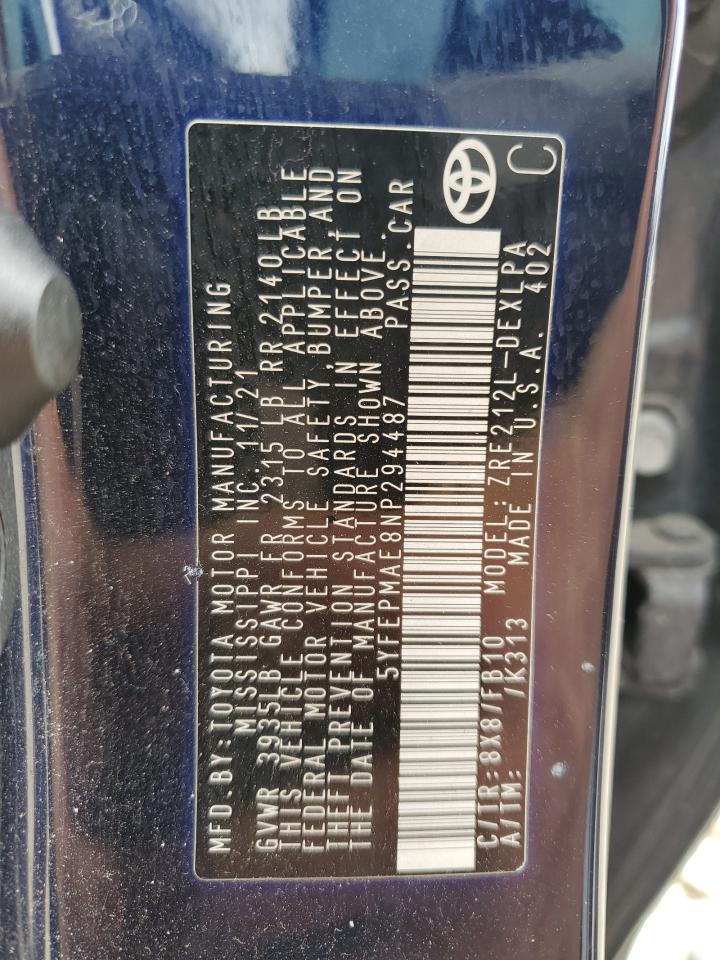 MFD.BY:TOYOTA MOTOR MANUFACTURING
MISSISSIPPI INC.11/21
GVWR 3935LB GAWR FR 2315 LB RR 2140LB
THIS VEHICLE CONFORMS TO ALL APPLICABLE
FEDERAL MOTOR VEHICLE SAFETY, BUMPER, AND
THEFT PREVENTION STANDARDS IN EFFECT ON
THE DATE OF MANUFACTURE SHOWN ABOVE.
5YFEPMAE8NP294487 PASS.CAR
C/TR:8X8/FB10 MODEL:ZRE212L-DEXLPA
A/TM: /K313 MADE IN U.S.A. 402
C